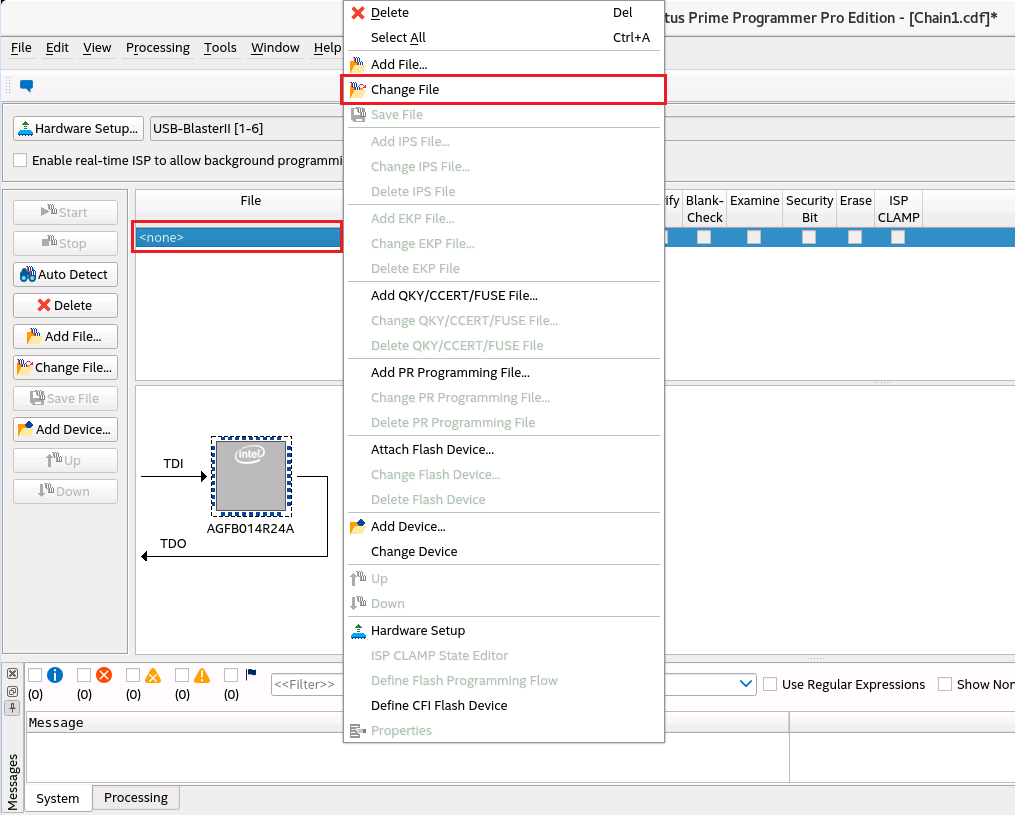 tus Prime Programmer Pro Edition - [Chain1.cdf]*
File Edit View Processing Tools Window Help
Hardware Setup...
USB-BlasterII [1-6]
Enable real-time ISP to allow background programmi
Start
Stop
Auto Detect
Delete
Add File...
Change File...
Save File
Add Device...
Up
Down
File
<none>
ify
Blank-
Check
Examine
Security
Bit
Erase
ISP
CLAMP
TDI
intel
AGFB014R24A
TDO
Delete Del
Select All Ctrl+A
Add File...
Change File
Save File
Add IPS File...
Change IPS File...
Delete IPS File
Add EKP File...
Change EKP File...
Delete EKP File
Add QKY/CCERT/FUSE File...
Change QKY/CCERT/FUSE File...
Delete QKY/CCERT/FUSE File
Add PR Programming File...
Change PR Programming File...
Delete PR Programming File
Attach Flash Device...
Change Flash Device...
Delete Flash Device
Add Device...
Change Device
Up
Down
Hardware Setup
ISP CLAMP State Editor
Define Flash Programming Flow
Define CFI Flash Device
Properties
(0) (0) (0) (0) (0)
<<Filter>>
Use Regular Expressions
Show Non
Message
Messages
System
Processing